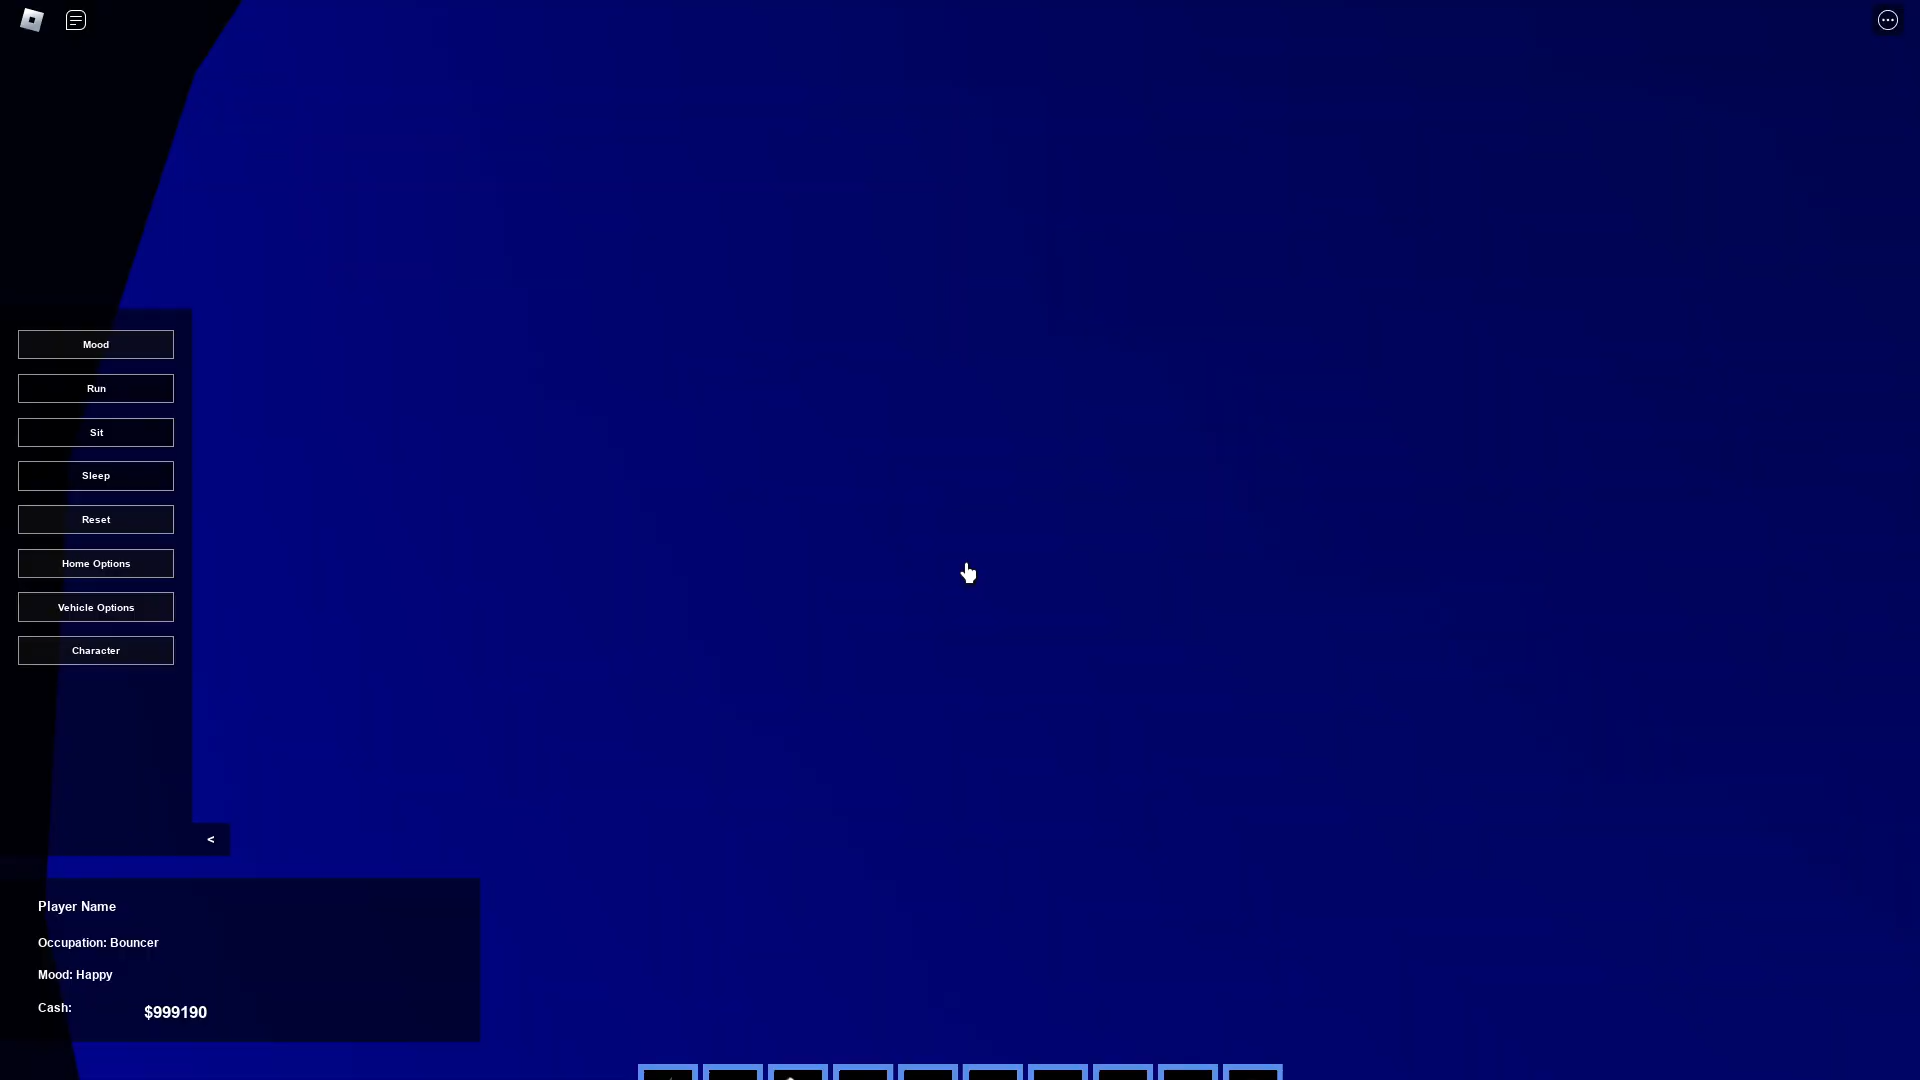 Mood
Run
Sit
Sleep
Reset
Home Options
Vehicle Options
Character
<
Player Name
Occupation: Bouncer
Mood: Happy
Cash: $999190